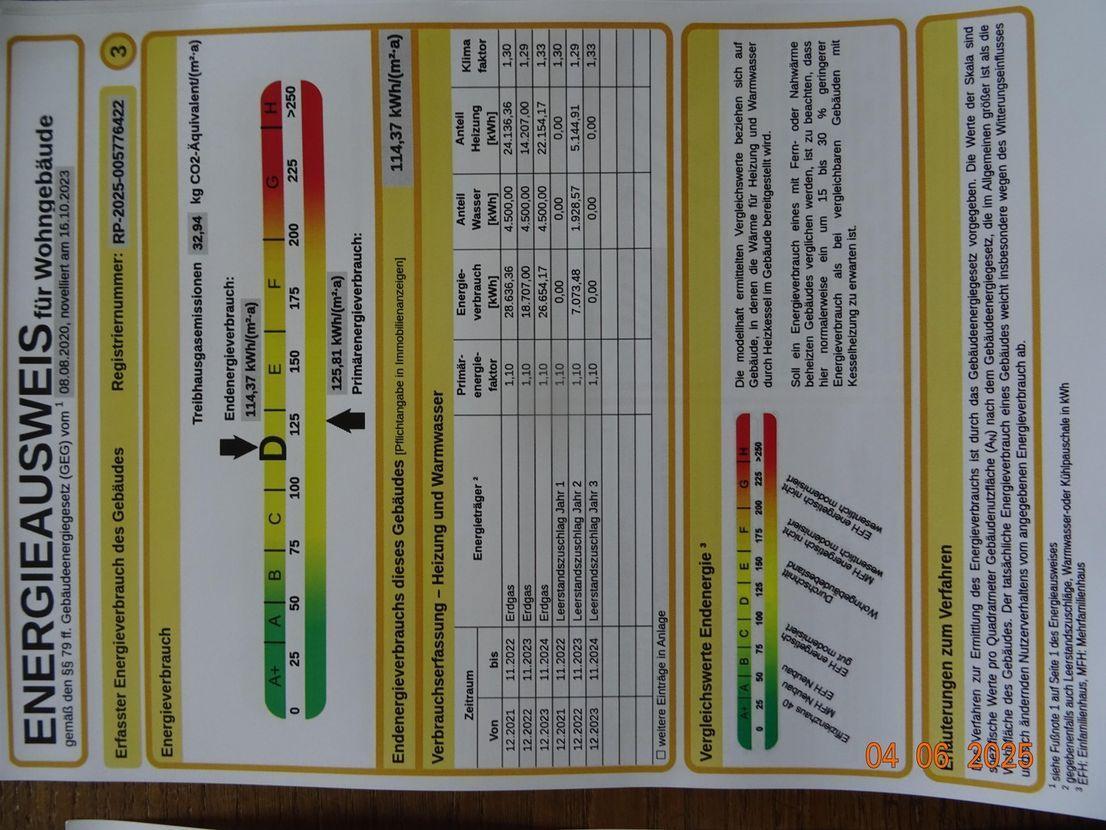 ENERGIEAUSWEIS für Wohngebäude
gemäß den §§ 79 ff. Gebäudeenergiegesetz (GEG) vom ¹ 08.08.2020, novelliert am 16.10.2023
Erfasster Energieverbrauch des Gebäudes Registriernummer: RP-2025-005776422 3
Energieverbrauch
Treibhausgasemissionen 32,94 kg CO2-Äquivalent/(m²·a)
Endenergieverbrauch:
114,37 kWh/(m²·a)
A+ A B C D E F G H
0 25 50 75 100 125 150 175 200 225 >250
125,81 kWh/(m²·a)
Primärenergieverbrauch:
Endenergieverbrauchs dieses Gebäudes [Pflichtangabe in Immobilienanzeigen] 114,37 kWh/(m²·a)
Verbrauchserfassung – Heizung und Warmwasser
Zeitraum
Von bis
Energieträger ²
Primär-
energie-
faktor
Energie-
verbrauch
[kWh]
Anteil
Wasser
[kWh]
Anteil
Heizung
[kWh]
Klima
faktor
12.2021 11.2022 Erdgas 1,10 28.636,36 4.500,00 24.136,36 1,30
12.2022 11.2023 Erdgas 1,10 18.707,00 4.500,00 14.207,00 1,29
12.2023 11.2024 Erdgas 1,10 26.654,17 4.500,00 22.154,17 1,33
12.2021 11.2022 Leerstandszuschlag Jahr 1 1,10 0,00 0,00 0,00 1,30
12.2022 11.2023 Leerstandszuschlag Jahr 2 1,10 7.073,48 1.928,57 5.144,91 1,29
12.2023 11.2024 Leerstandszuschlag Jahr 3 1,10 0,00 0,00 0,00 1,33
☐ weitere Einträge in Anlage
Vergleichswerte Endenergie ³
A+ A B C D E F G H
0 25 50 75 100 125 150 175 200 225 >250
Effizienzhaus 40
MFH Neubau
EFH Neubau
EFH energetisch
gut modernisiert
Durchschnitt
Wohngebäudebestand
MFH energetisch nicht
wesentlich modernisiert
EFH energetisch nicht
wesentlich modernisiert
Die modellhaft ermittelten Vergleichswerte beziehen sich auf
Gebäude, in denen die Wärme für Heizung und Warmwasser
durch Heizkessel im Gebäude bereitgestellt wird.
Soll ein Energieverbrauch eines mit Fern- oder Nahwärme
beheizten Gebäudes verglichen werden, ist zu beachten, dass
hier normalerweise ein um 15 bis 30 % geringerer
Energieverbrauch als bei vergleichbaren Gebäuden mit
Kesselheizung zu erwarten ist.
Erläuterungen zum Verfahren
Das Verfahren zur Ermittlung des Energieverbrauchs ist durch das Gebäudeenergiegesetz vorgegeben. Die Werte der Skala sind
spezifische Werte pro Quadratmeter Gebäudenutzfläche (AN) nach dem Gebäudeenergiegesetz, die im Allgemeinen größer ist als die
Wohnfläche des Gebäudes. Der tatsächliche Energieverbrauch eines Gebäudes weicht insbesondere wegen des Witterungseinflusses
und sich ändernden Nutzerverhaltens vom angegebenen Energieverbrauch ab.
¹ siehe Fußnote 1 auf Seite 1 des Energieausweises
² gegebenenfalls auch Leerstandszuschläge, Warmwasser-oder Kühlpauschale in kWh
³ EFH: Einfamilienhaus, MFH: Mehrfamilienhaus
04 06 2025